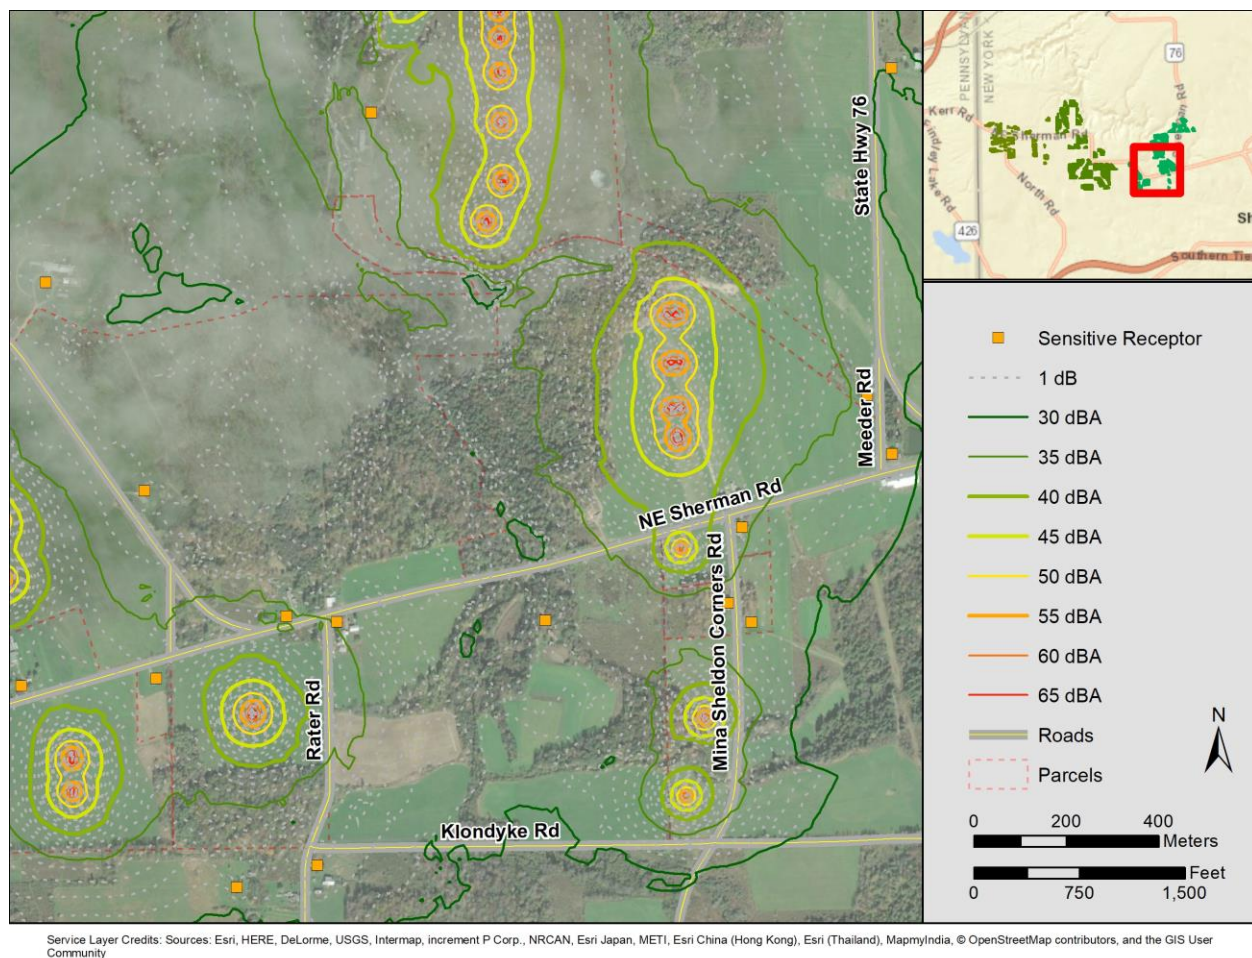 State Hwy 76
Meeder Rd
NE Sherman Rd
Mina Sheldon Corners Rd
Rater Rd
Klondyke Rd
PENNSYLVAN
NEW YORK
76
Kerr Rd
Sherman Rd
North Rd
426
Sh
Southern Tie
Sensitive Receptor
1 dB
30 dBA
35 dBA
40 dBA
45 dBA
50 dBA
55 dBA
60 dBA
65 dBA
Roads
Parcels
N
0 200 400
Meters
Feet
0 750 1,500
Service Layer Credits: Sources: Esri, HERE, DeLorme, USGS, Intermap, increment P Corp., NRCAN, Esri Japan, METI, Esri China (Hong Kong), Esri (Thailand), MapmyIndia, © OpenStreetMap contributors, and the GIS User
Community